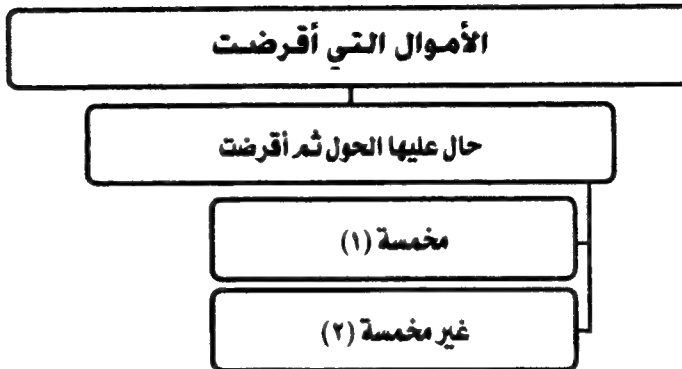 الأموال التي أقرضت
حال عليها الحول ثم أقرضت
مخمسة (١)
غير مخمسة (٢)